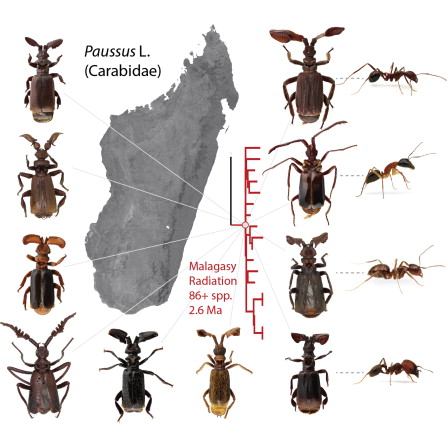 Paussus L.
(Carabidae)
Malagasy
Radiation
86+ spp.
2.6 Ma